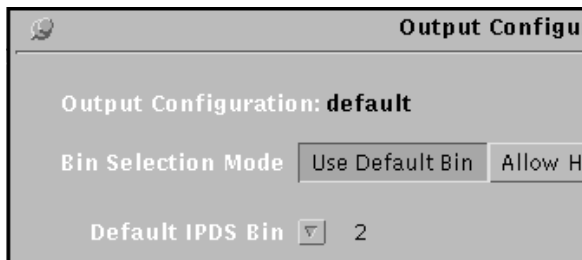 Output Configu
Output Configuration: default
Bin Selection Mode Use Default Bin Allow H
Default IPDS Bin 2